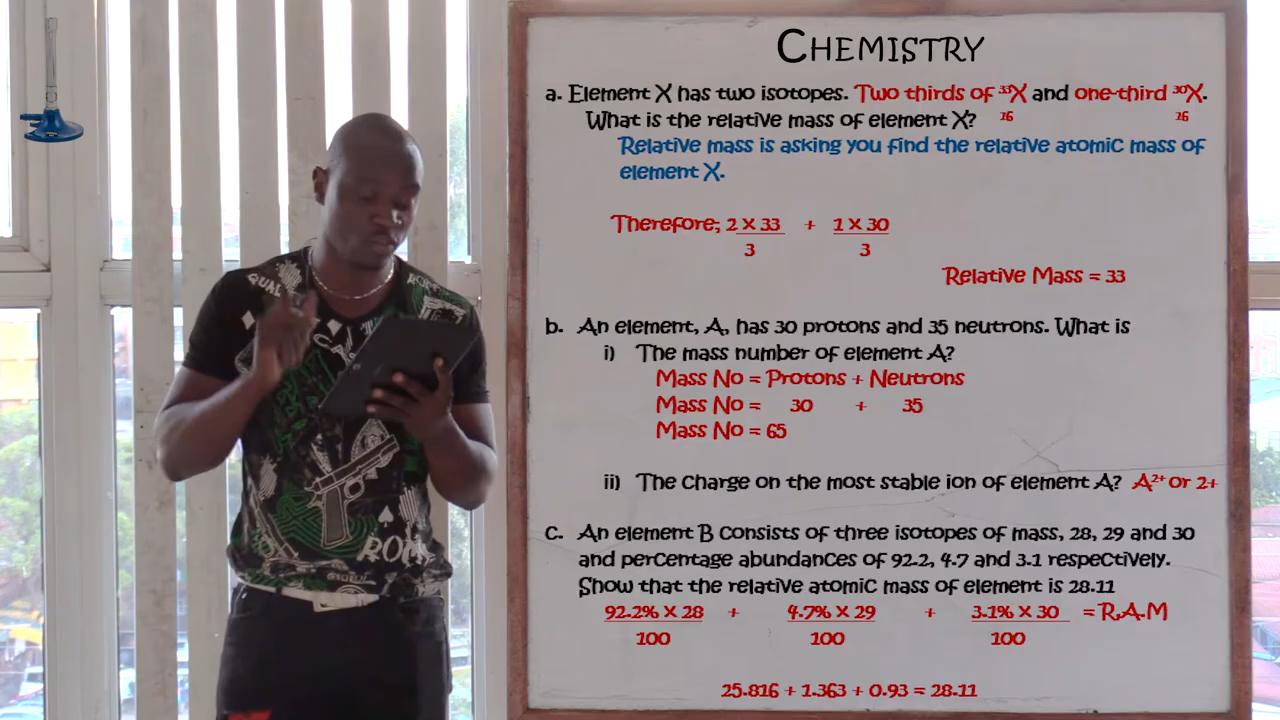 CHEMISTRY
a. Element X has two isotopes. Two thirds of ³³X and one-third ³⁰X.
16 16
What is the relative mass of element X?
Relative mass is asking you find the relative atomic mass of
element X.
Therefore; 2 X 33 + 1 X 30
3 3
Relative Mass = 33
b. An element, A, has 30 protons and 35 neutrons. What is
i) The mass number of element A?
Mass No = Protons + Neutrons
Mass No = 30 + 35
Mass No = 65
ii) The charge on the most stable ion of element A? A²⁺ or 2+
c. An element B consists of three isotopes of mass, 28, 29 and 30
and percentage abundances of 92.2, 4.7 and 3.1 respectively.
Show that the relative atomic mass of element is 28.11
92.2% X 28 + 4.7% X 29 + 3.1% X 30 = R.A.M
100 100 100
25.816 + 1.363 + 0.93 = 28.11
QUAL
ROCK